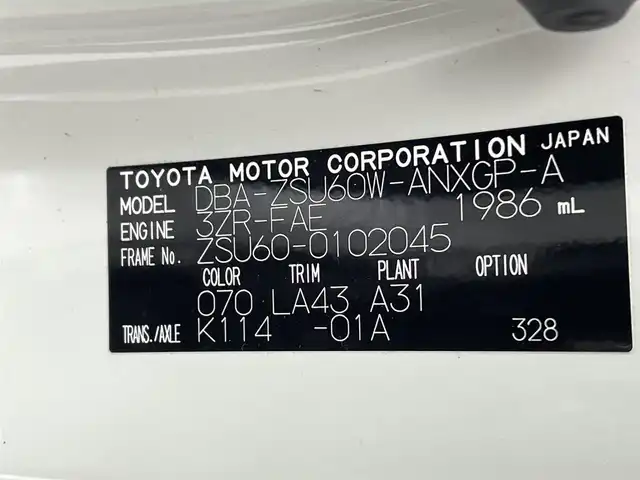 TOYOTA MOTOR CORPORATION JAPAN
MODEL DBA-ZSU60W-ANXGP-A
ENGINE 3ZR-FAE 1986 mL
FRAME No. ZSU60-0102045
COLOR TRIM PLANT OPTION
070 LA43 A31
TRANS./AXLE K114 -01A 328